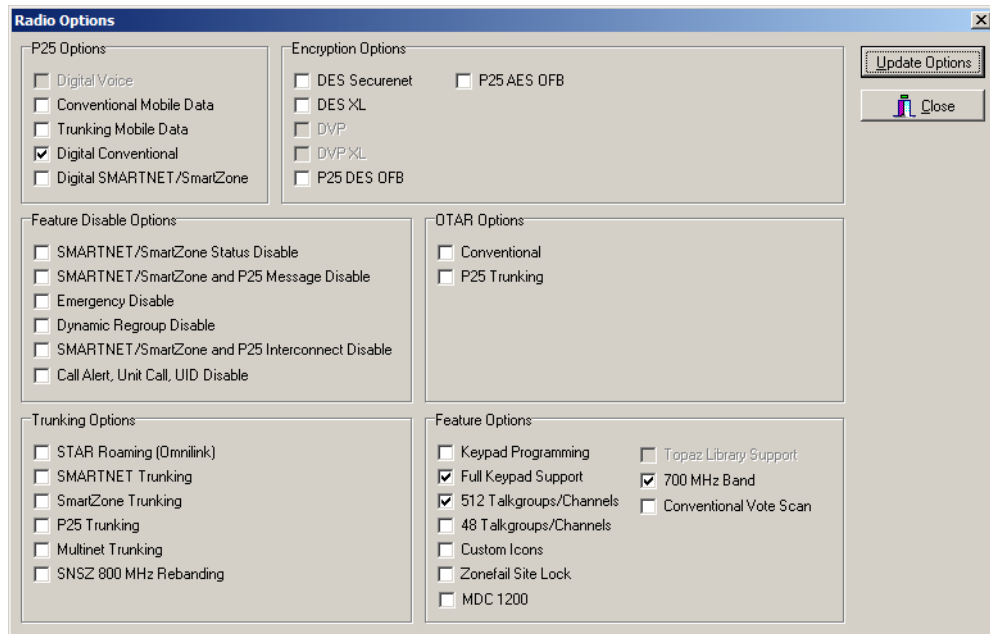 Radio Options
P25 Options
Digital Voice
Conventional Mobile Data
Trunking Mobile Data
Digital Conventional
Digital SMARTNET/SmartZone
Encryption Options
DES Securenet
DES XL
DVP
DVP XL
P25 DES OFB
P25 AES OFB
Update Options
Close
Feature Disable Options
SMARTNET/SmartZone Status Disable
SMARTNET/SmartZone and P25 Message Disable
Emergency Disable
Dynamic Regroup Disable
SMARTNET/SmartZone and P25 Interconnect Disable
Call Alert, Unit Call, UID Disable
OTAR Options
Conventional
P25 Trunking
Trunking Options
STAR Roaming (Omnilink)
SMARTNET Trunking
SmartZone Trunking
P25 Trunking
Multinet Trunking
SNSZ 800 MHz Rebanding
Feature Options
Keypad Programming
Full Keypad Support
512 Talkgroups/Channels
48 Talkgroups/Channels
Custom Icons
Zonefail Site Lock
MDC 1200
Topaz Library Support
700 MHz Band
Conventional Vote Scan